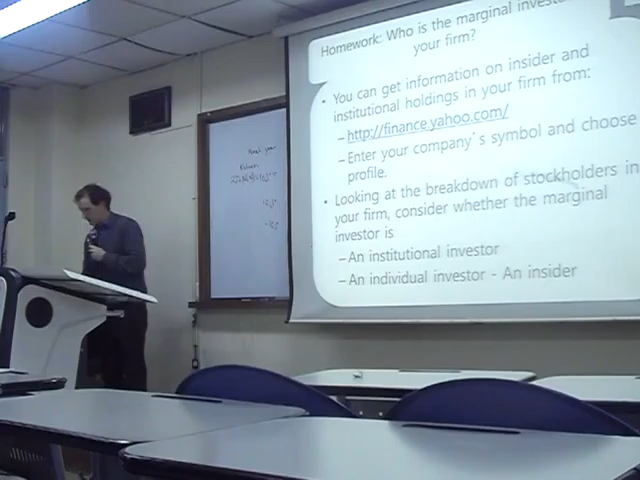 Homework: Who is the marginal
your firm?
• You can get information on insider and
institutional holdings in your firm from:
–http://finance.yahoo.com/
–Enter your company's symbol and choose
profile.
• Looking at the breakdown of stockholders in
your firm, consider whether the marginal
investor is
–An institutional investor
–An individual investor - An insider